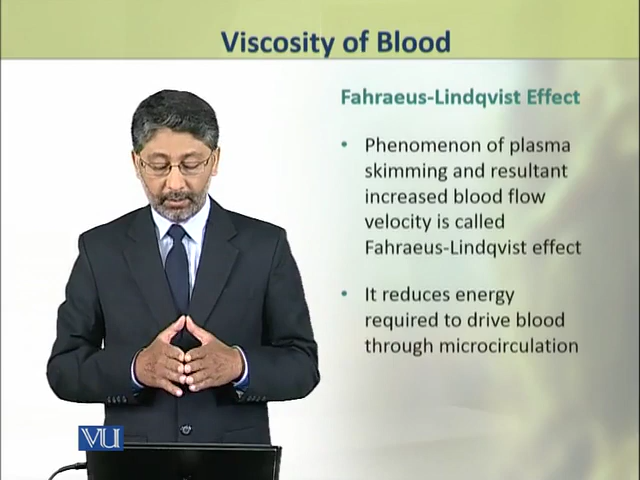 Viscosity of Blood
Fahraeus-Lindqvist Effect
• Phenomenon of plasma
skimming and resultant
increased blood flow
velocity is called
Fahraeus-Lindqvist effect
• It reduces energy
required to drive blood
through microcirculation
VU